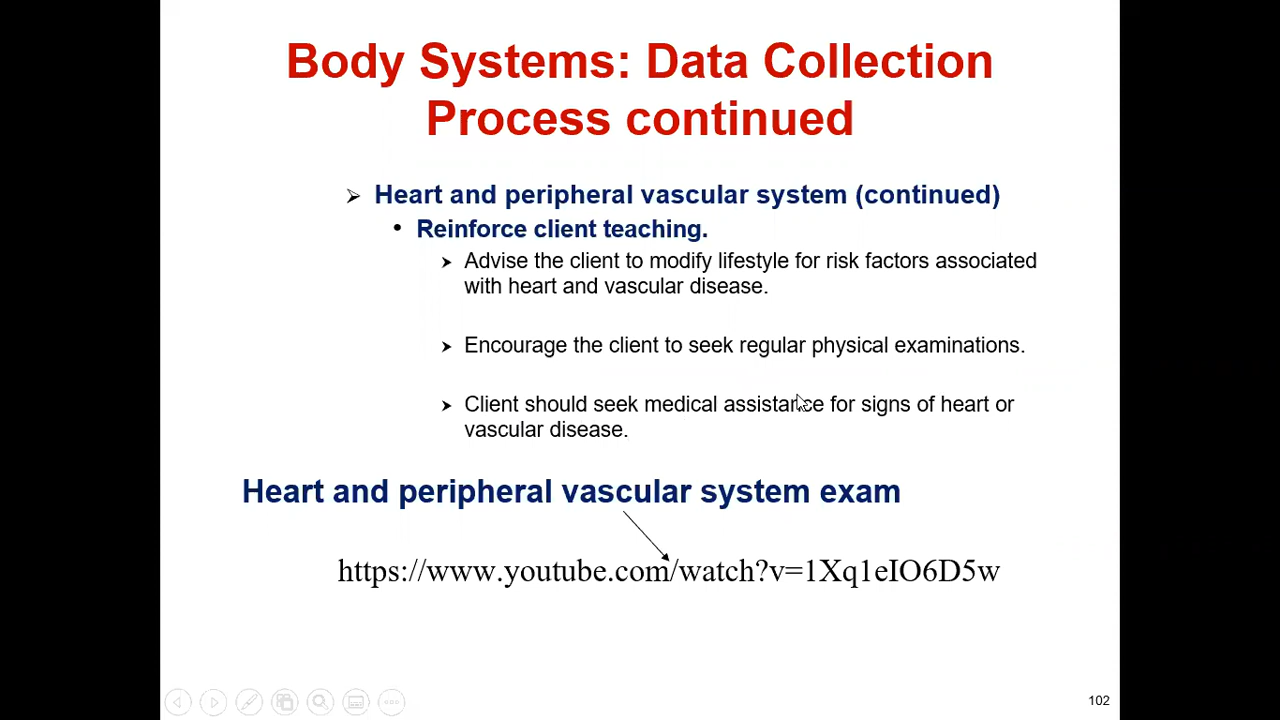 Body Systems: Data Collection
Process continued
Heart and peripheral vascular system (continued)
Reinforce client teaching.
Advise the client to modify lifestyle for risk factors associated
with heart and vascular disease.
Encourage the client to seek regular physical examinations.
Client should seek medical assistance for signs of heart or
vascular disease.
Heart and peripheral vascular system exam
https://www.youtube.com/watch?v=1Xq1eIO6D5w
102